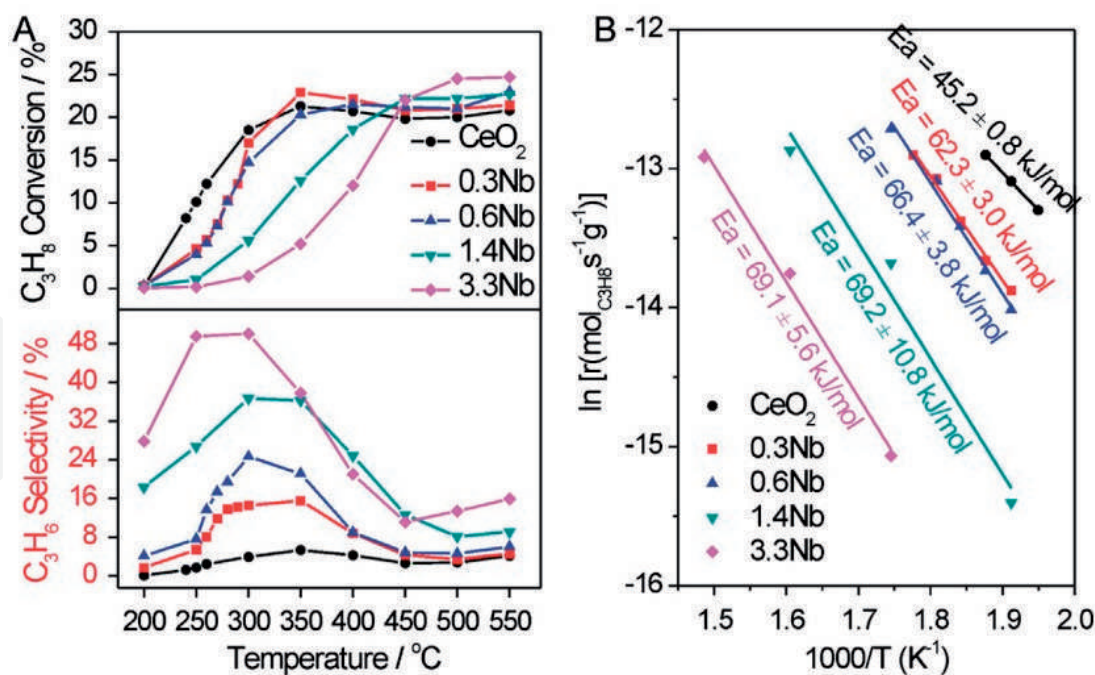 A
C₃H₈ Conversion / %
30
25
20
15
10
5
0
CeO₂
0.3Nb
0.6Nb
1.4Nb
3.3Nb
C₃H₆ Selectivity / %
48
40
32
24
16
8
0
200 250 300 350 400 450 500 550
Temperature / °C
B
ln [r(mol_C3H8 s⁻¹g⁻¹)]
-12
-13
-14
-15
-16
Ea = 45.2 ± 0.8 kJ/mol
Ea = 62.3 ± 3.0 kJ/mol
Ea = 66.4 ± 3.8 kJ/mol
Ea = 69.2 ± 10.8 kJ/mol
Ea = 69.1 ± 5.6 kJ/mol
CeO₂
0.3Nb
0.6Nb
1.4Nb
3.3Nb
1.5 1.6 1.7 1.8 1.9 2.0
1000/T (K⁻¹)